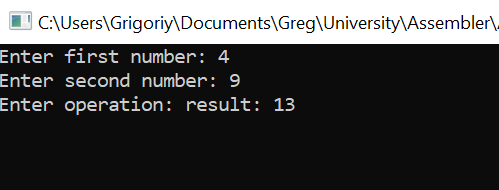 C:\Users\Grigoriy\Documents\Greg\University\Assembler\
Enter first number: 4
Enter second number: 9
Enter operation: result: 13